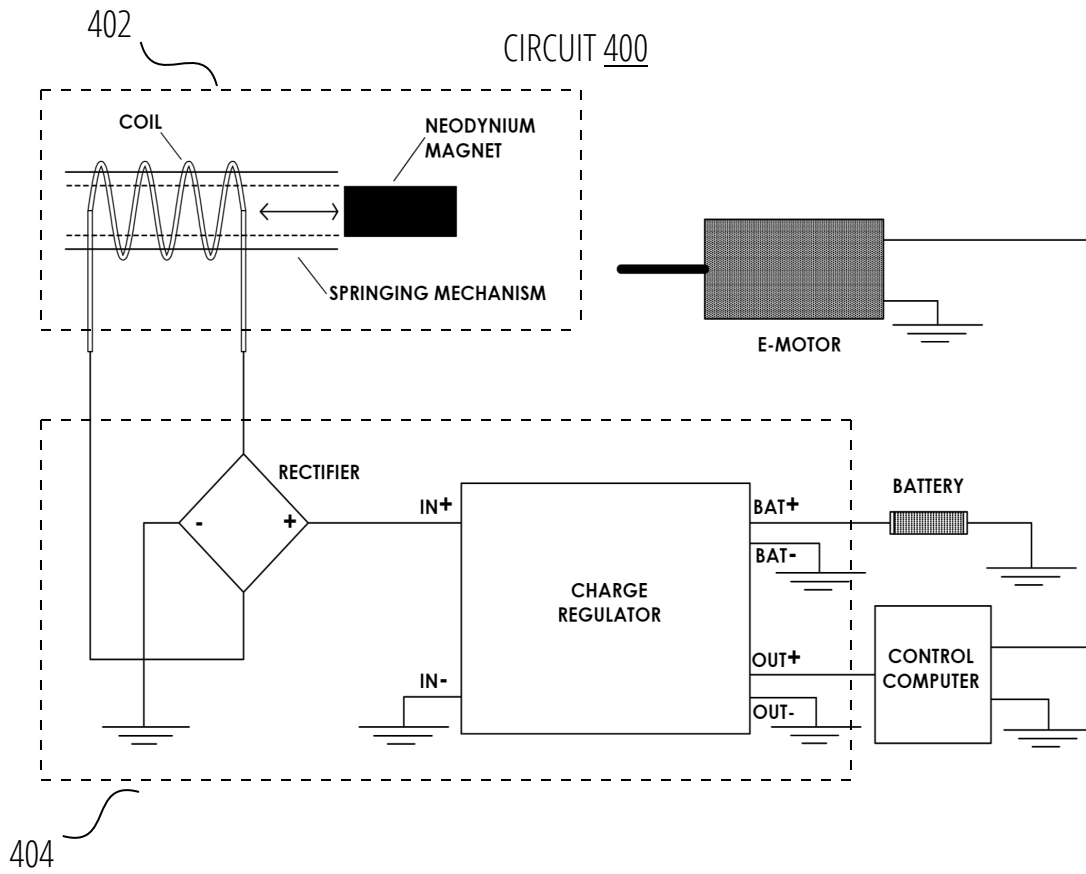 402
CIRCUIT 400
COIL
NEODYNIUM
MAGNET
SPRINGING MECHANISM
E-MOTOR
RECTIFIER
-
+
IN+
IN-
CHARGE
REGULATOR
BAT+
BAT-
OUT+
OUT-
BATTERY
CONTROL
COMPUTER
404